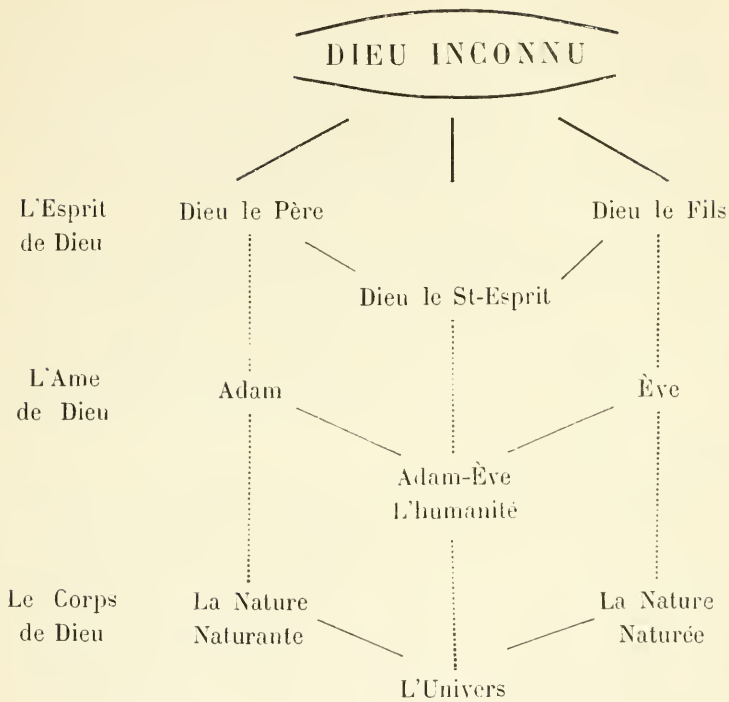 DIEU INCONNU
L'Esprit
de Dieu
Dieu le Père
Dieu le Fils
Dieu le St-Esprit
L'Ame
de Dieu
Adam
Ève
Adam-Ève
L'humanité
Le Corps
de Dieu
La Nature
Naturante
La Nature
Naturée
L'Univers